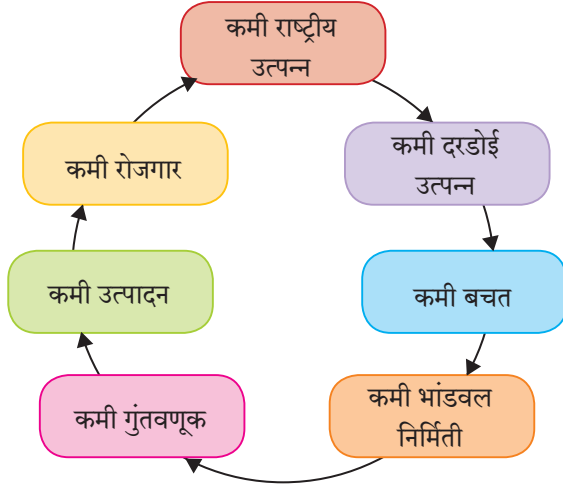 कमी राष्ट्रीय
उत्पन्न
कमी दरडोई
उत्पन्न
कमी बचत
कमी भांडवल
निर्मिती
कमी गुंतवणूक
कमी उत्पादन
कमी रोजगार